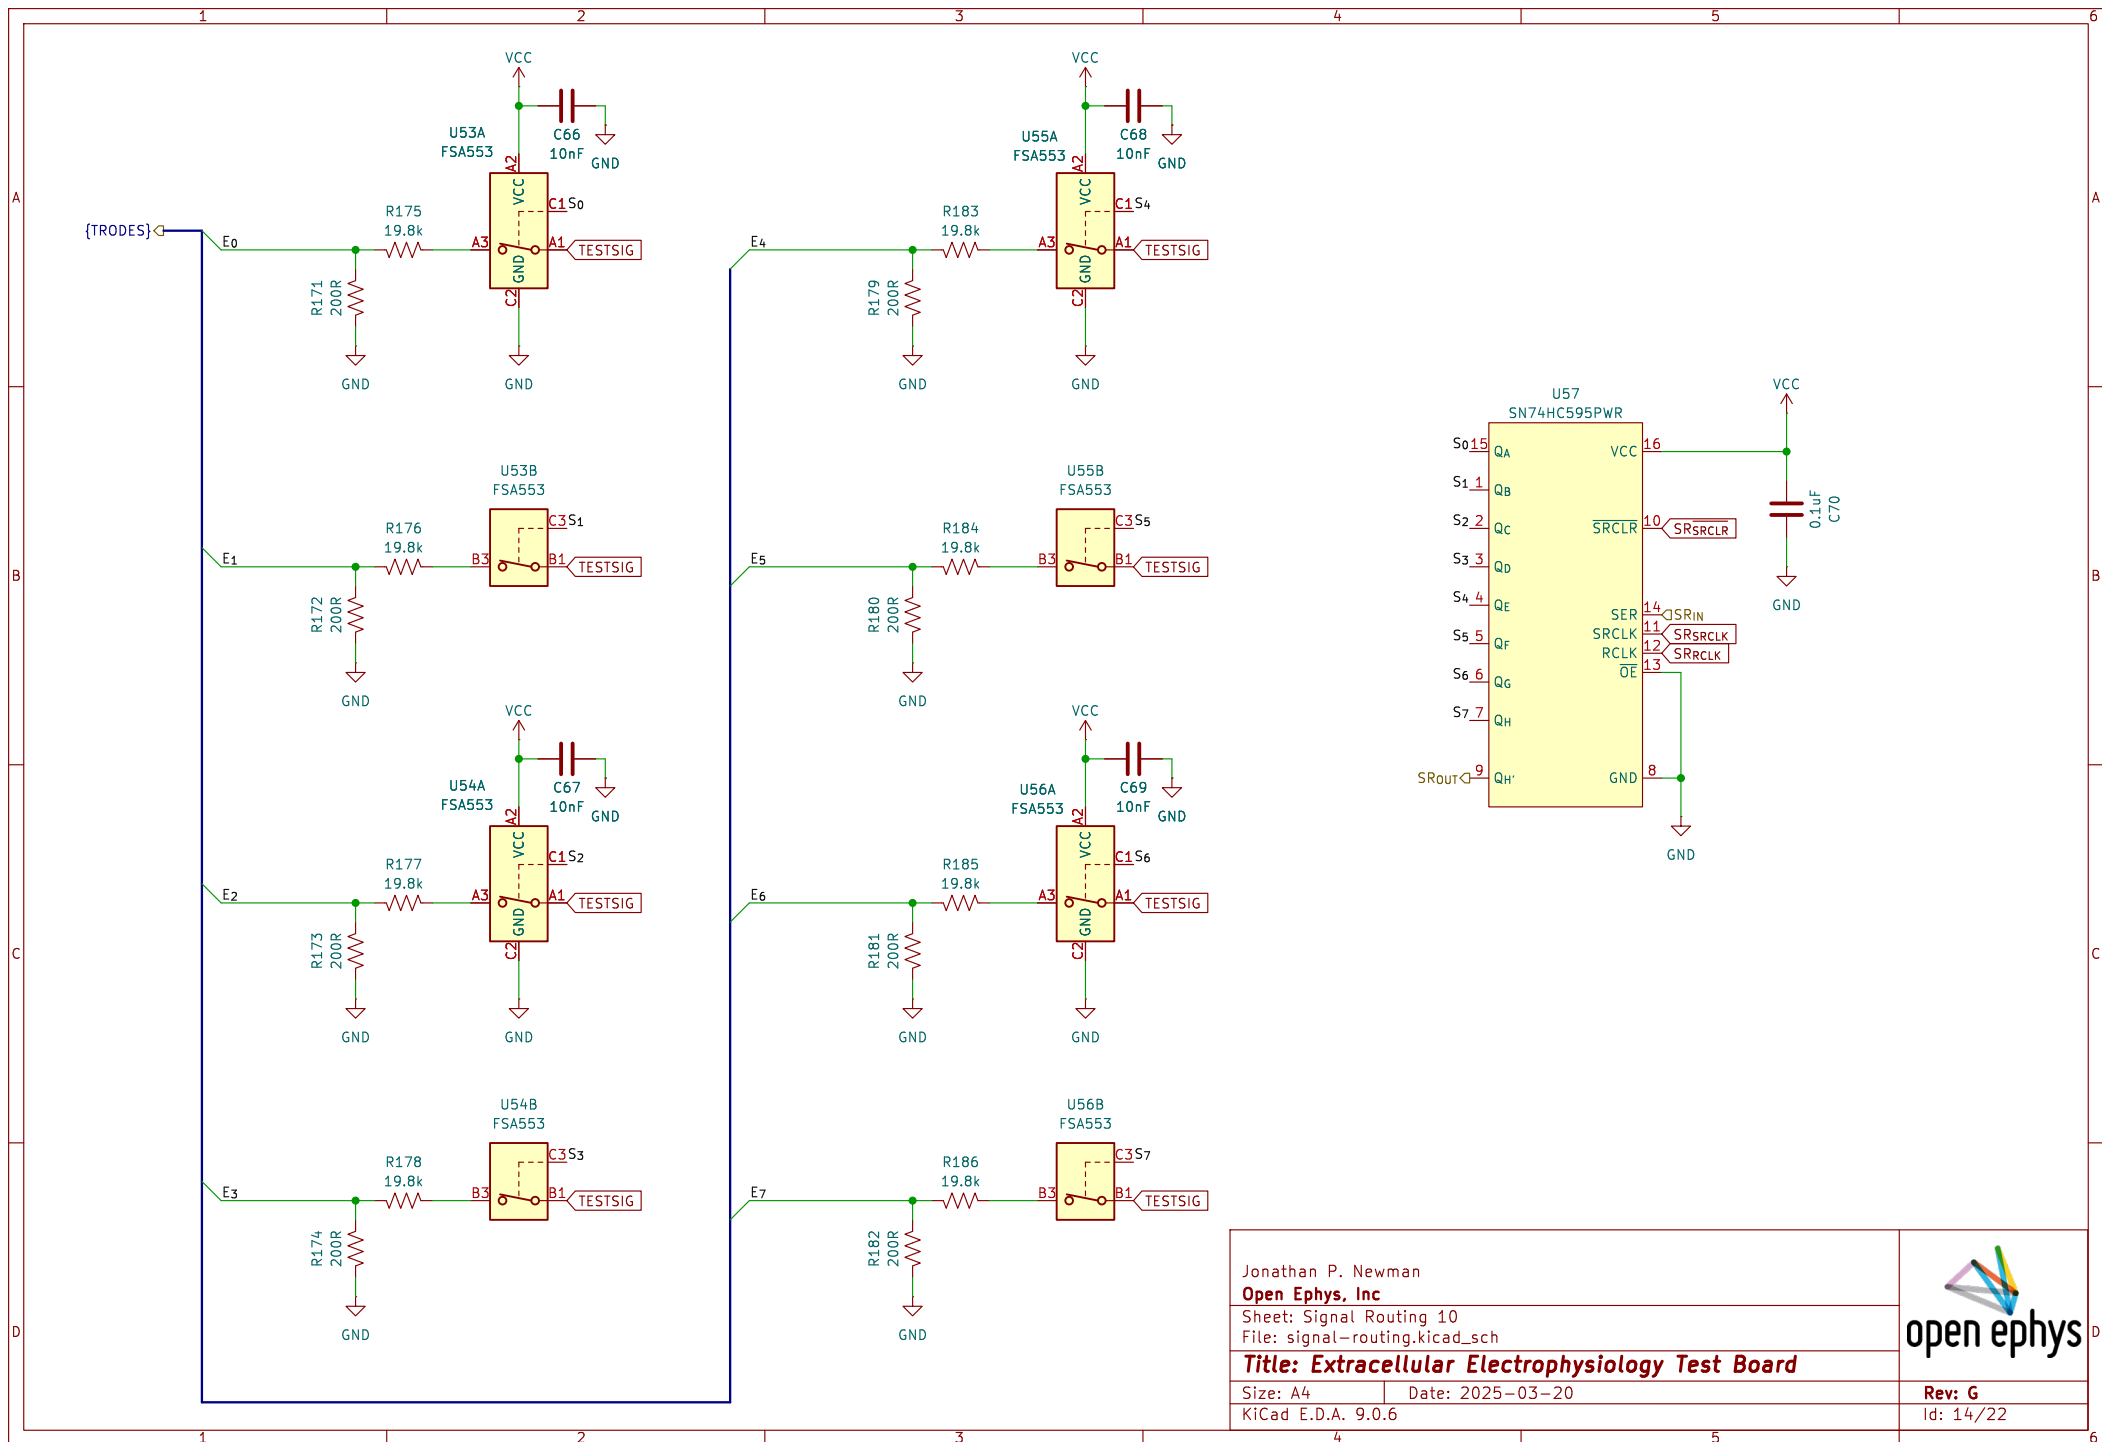 1 2 3 4 5 6
A
B
C
D
A
B
C
D
1 2 3 4 5 6
{TRODES}
VCC
C66
10nF
GND
U53A
FSA553
A2
VCC
C1 S0
A3
A1
TESTSIG
GND
C2
GND
E0
R175
19.8k
R171
200R
GND
U53B
FSA553
C3 S1
B3
B1
TESTSIG
E1
R176
19.8k
R172
200R
GND
VCC
C67
10nF
GND
U54A
FSA553
A2
VCC
C1 S2
A3
A1
TESTSIG
GND
C2
GND
E2
R177
19.8k
R173
200R
GND
U54B
FSA553
C3 S3
B3
B1
TESTSIG
E3
R178
19.8k
R174
200R
GND
VCC
C68
10nF
GND
U55A
FSA553
A2
VCC
C1 S4
A3
A1
TESTSIG
GND
C2
GND
E4
R183
19.8k
R179
200R
GND
U55B
FSA553
C3 S5
B3
B1
TESTSIG
E5
R184
19.8k
R180
200R
GND
VCC
C69
10nF
GND
U56A
FSA553
A2
VCC
C1 S6
A3
A1
TESTSIG
GND
C2
GND
E6
R185
19.8k
R181
200R
GND
U56B
FSA553
C3 S7
B3
B1
TESTSIG
E7
R186
19.8k
R182
200R
GND
U57
SN74HC595PWR
S0 15 QA
S1 1 QB
S2 2 QC
S3 3 QD
S4 4 QE
S5 5 QF
S6 6 QG
S7 7 QH
SROUT 9 QH'
VCC 16
SRCLR 10 SRSRCLR
SER 14 SRIN
SRCLK 11 SRSRCLK
RCLK 12 SRRCLK
OE 13
GND 8
GND
VCC
0.1uF
C70
GND
Jonathan P. Newman
Open Ephys, Inc
Sheet: Signal Routing 10
File: signal-routing.kicad_sch
Title: Extracellular Electrophysiology Test Board
Size: A4 Date: 2025-03-20
KiCad E.D.A. 9.0.6
open ephys
Rev: G
Id: 14/22